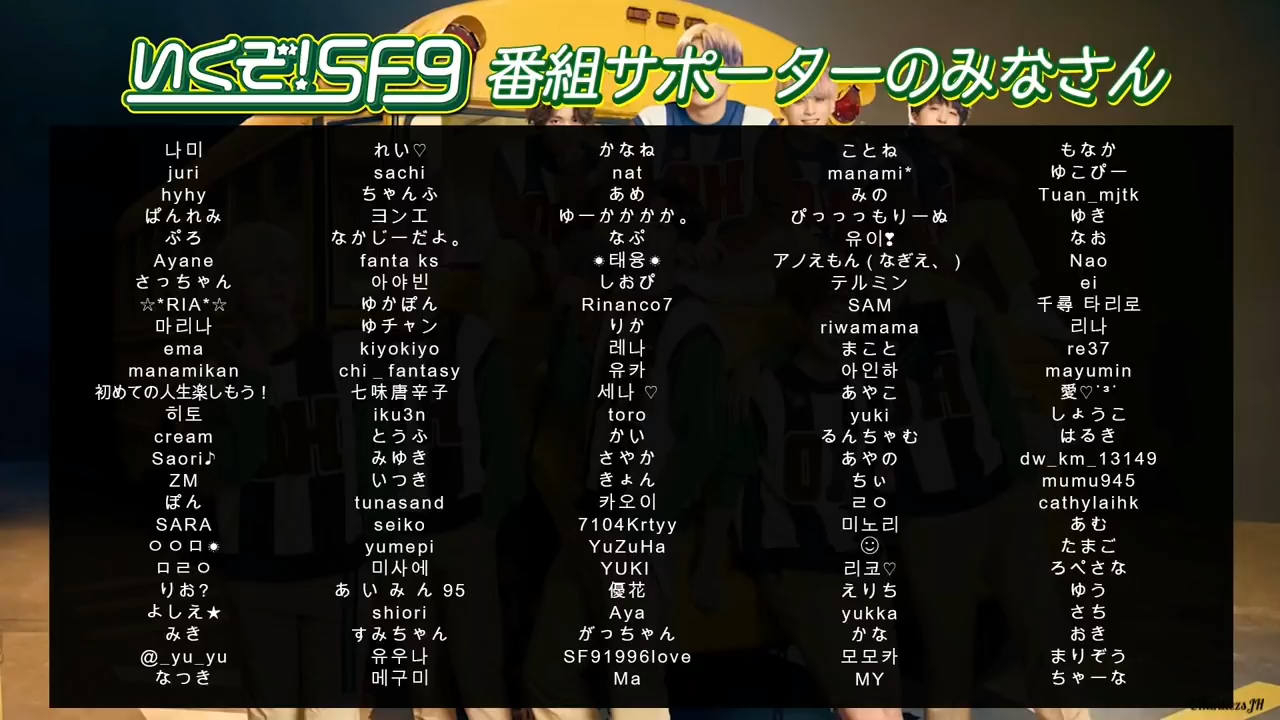 いくぞ!SF9 番組サポーターのみなさん
나미 れい♡ かなね ことね もなか
juri sachi nat manami* ゆこぴー
hyhy ちゃんふ あめ みの Tuan_mjtk
ぱんれみ ヨンエ ゆーかかかか。 ぴっっっもりーぬ ゆき
ぷろ なかじーだよ。 なぷ 유이❣ なお
Ayane fanta ks ✹태융✹ アノえもん(なぎえ、) Nao
さっちゃん 아야빈 しおぴ テルミン ei
☆*RIA*☆ ゆかぽん Rinanco7 SAM 千尋 타리로
마리나 ゆチャン りか riwamama 리나
ema kiyokiyo 레나 まこと re37
manamikan chi _ fantasy 유카 아인하 mayumin
初めての人生楽しもう! 七味唐辛子 세나 ♡ あやこ 愛♡˙³˙
히토 iku3n toro yuki しょうこ
cream とうふ かい るんちゃむ はるき
Saori♪ みゆき さやか あやの dw_km_13149
ZM いつき きょん ちぃ mumu945
ぽん tunasand 카오이 ㄹㅇ cathylaihk
SARA seiko 7104Krtyy 미노리 あむ
ㅇㅇㅁ✹ yumepi YuZuHa ☺ たまご
ㅁㄹㅇ 미사에 YUKI 리코♡ ろぺさな
りお? あ い み ん 95 優花 えりち ゆう
よしえ★ shiori Aya yukka さち
みき すみちゃん がっちゃん かな おき
@_yu_yu 유우나 SF91996love 모모카 まりぞう
なつき 메구미 Ma MY ちゃーな